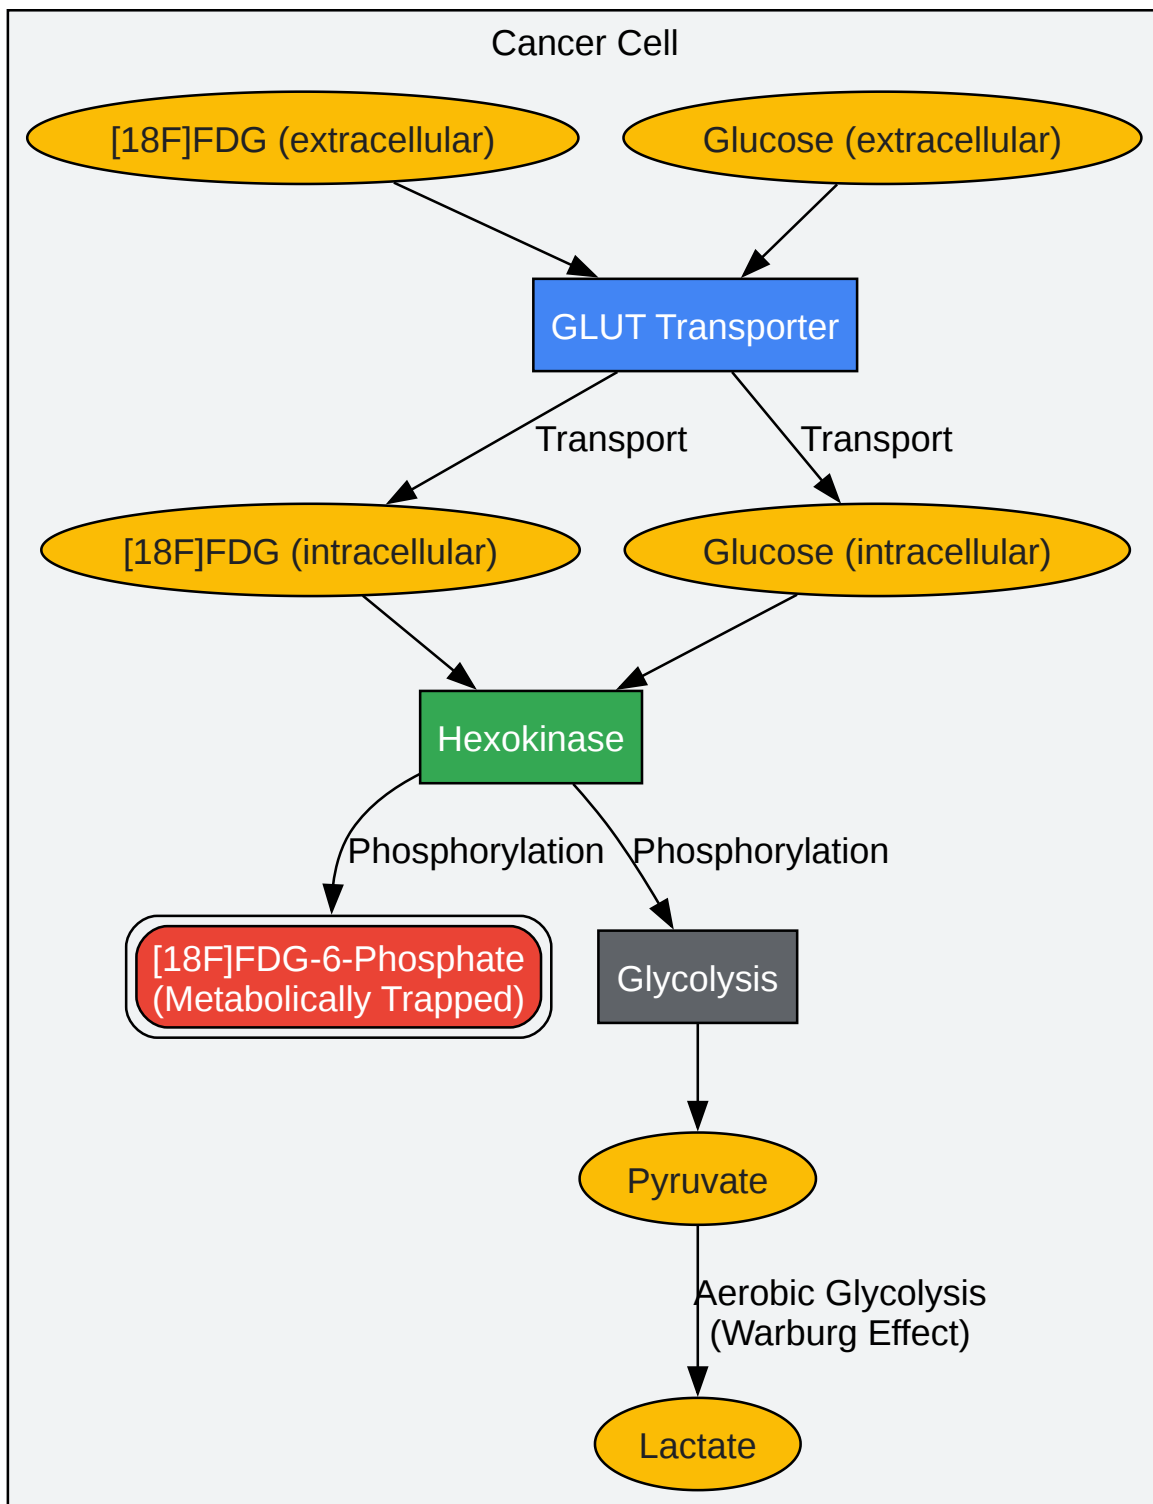 Cancer Cell
[18F]FDG (extracellular)
Glucose (extracellular)
GLUT Transporter
Transport
Transport
[18F]FDG (intracellular)
Glucose (intracellular)
Hexokinase
Phosphorylation
Phosphorylation
[18F]FDG-6-Phosphate
(Metabolically Trapped)
Glycolysis
Pyruvate
Aerobic Glycolysis
(Warburg Effect)
Lactate